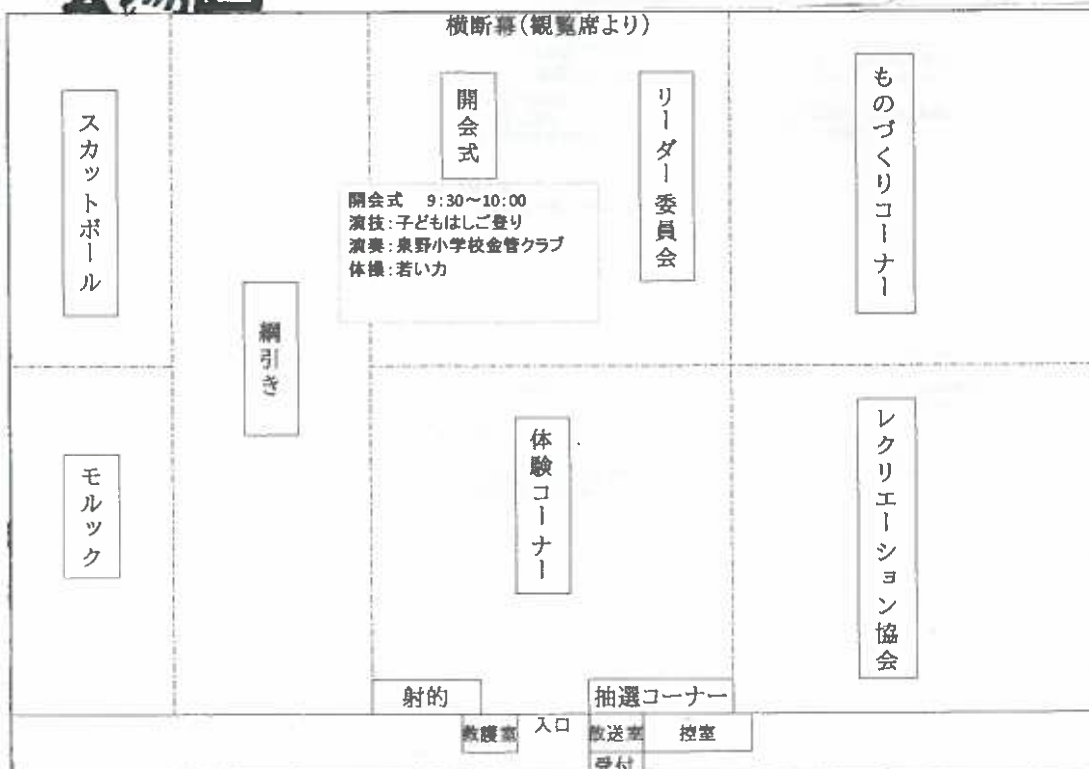 横断幕(観覧席より)
スカットボール
開会式
リーダー委員会
ものづくりコーナー
開会式 9:30～10:00
演技:子どもはしご登り
演奏:泉野小学校金管クラブ
体操:若い力
綱引き
モルック
体験コーナー
レクリエーション協会
射的
抽選コーナー
救護室
入口
放送室
控室
受付